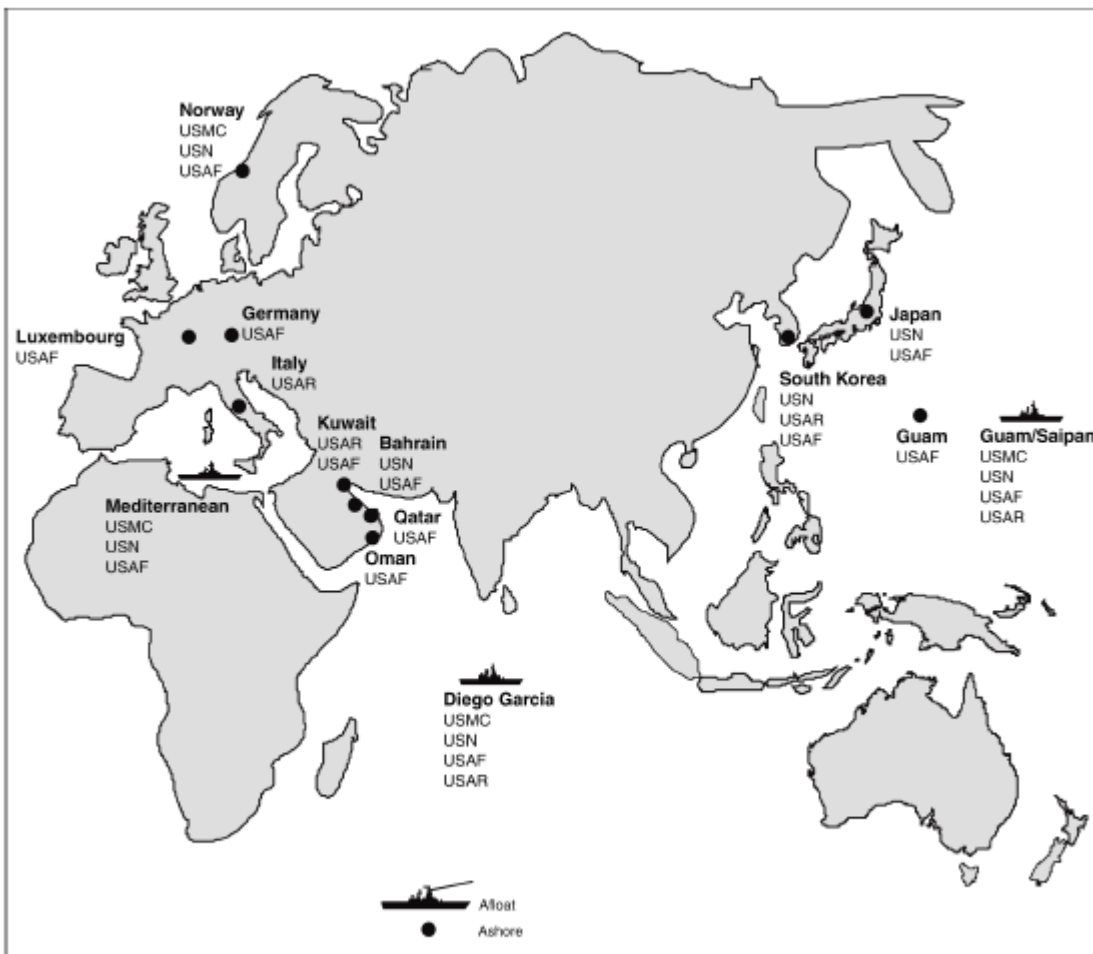 Norway
USMC
USN
USAF
Luxembourg
USAF
Germany
USAF
Italy
USAR
Kuwait
USAR
USAF
Bahrain
USN
USAF
Qatar
USAF
Oman
USAF
Mediterranean
USMC
USN
USAF
Japan
USN
USAF
South Korea
USN
USAR
USAF
Guam
USAF
Guam/Saipan
USMC
USN
USAF
USAR
Diego Garcia
USMC
USN
USAF
USAR
Afloat
Ashore